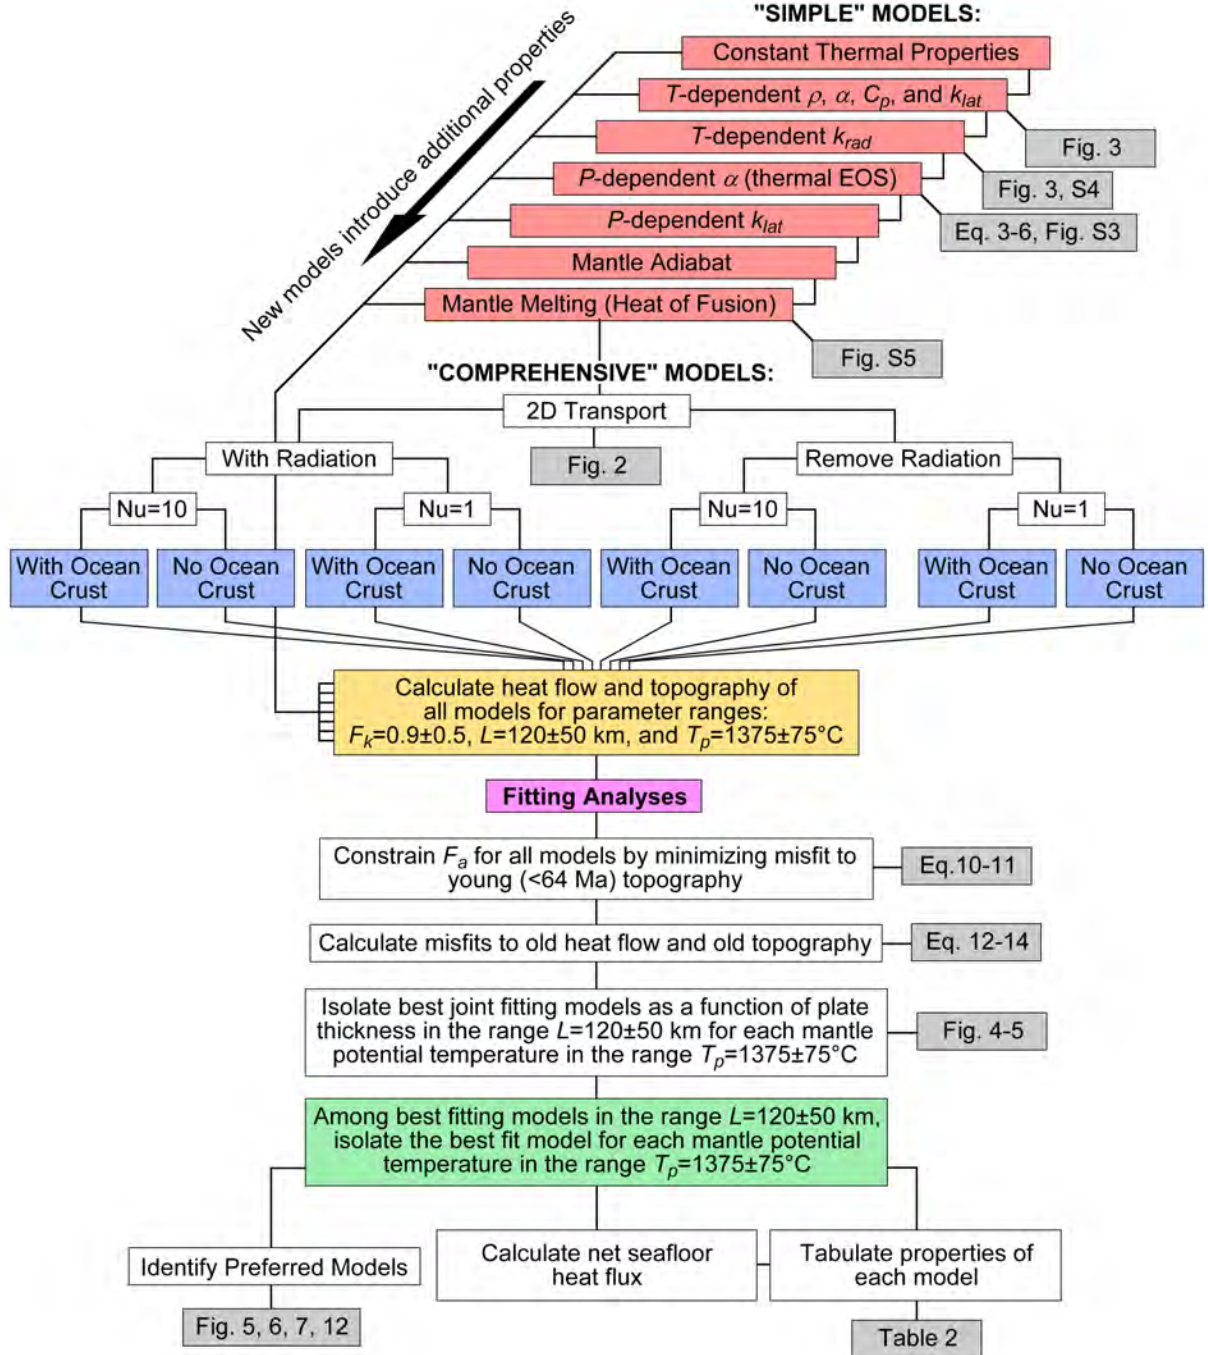 "SIMPLE" MODELS:
Constant Thermal Properties
T-dependent ρ, α, Cp, and klat
Fig. 3
T-dependent krad
Fig. 3, S4
P-dependent α (thermal EOS)
Eq. 3-6, Fig. S3
P-dependent klat
Mantle Adiabat
Mantle Melting (Heat of Fusion)
Fig. S5
New models introduce additional properties
"COMPREHENSIVE" MODELS:
2D Transport
Fig. 2
With Radiation
Remove Radiation
Nu=10
Nu=1
Nu=10
Nu=1
With Ocean
Crust
No Ocean
Crust
With Ocean
Crust
No Ocean
Crust
With Ocean
Crust
No Ocean
Crust
With Ocean
Crust
No Ocean
Crust
Calculate heat flow and topography of
all models for parameter ranges:
Fk=0.9±0.5, L=120±50 km, and Tp=1375±75°C
Fitting Analyses
Constrain Fa for all models by minimizing misfit to
young (<64 Ma) topography
Eq.10-11
Calculate misfits to old heat flow and old topography
Eq. 12-14
Isolate best joint fitting models as a function of plate
thickness in the range L=120±50 km for each mantle
potential temperature in the range Tp=1375±75°C
Fig. 4-5
Among best fitting models in the range L=120±50 km,
isolate the best fit model for each mantle potential
temperature in the range Tp=1375±75°C
Identify Preferred Models
Fig. 5, 6, 7, 12
Calculate net seafloor
heat flux
Tabulate properties of
each model
Table 2